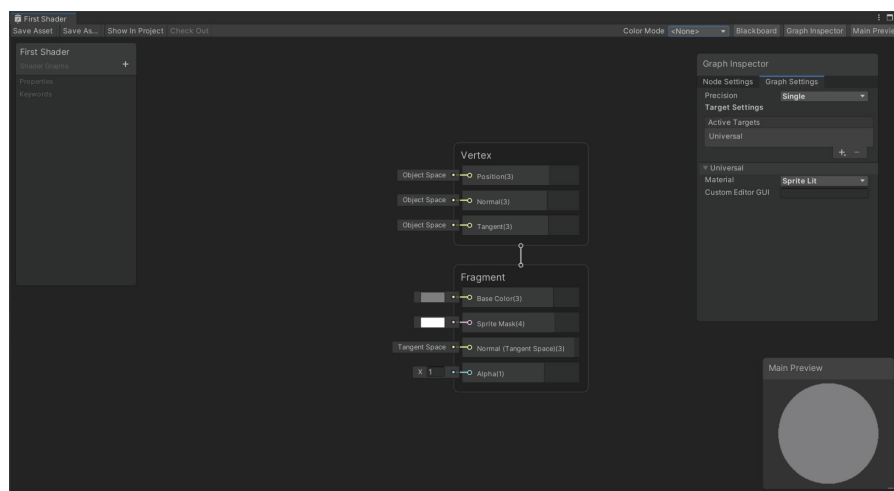 First Shader
Save Asset Save As... Show In Project Check Out Color Mode <None> Blackboard Graph Inspector Main Previe
First Shader
Shader Graphs
Properties
Keywords
Graph Inspector
Node Settings Graph Settings
Precision Single
Target Settings
Active Targets
Universal
Universal
Material Sprite Lit
Custom Editor GUI
Vertex
Object Space Position(3)
Object Space Normal(3)
Object Space Tangent(3)
Fragment
Base Color(3)
Sprite Mask(4)
Tangent Space Normal (Tangent Space)(3)
X 1 Alpha(1)
Main Preview